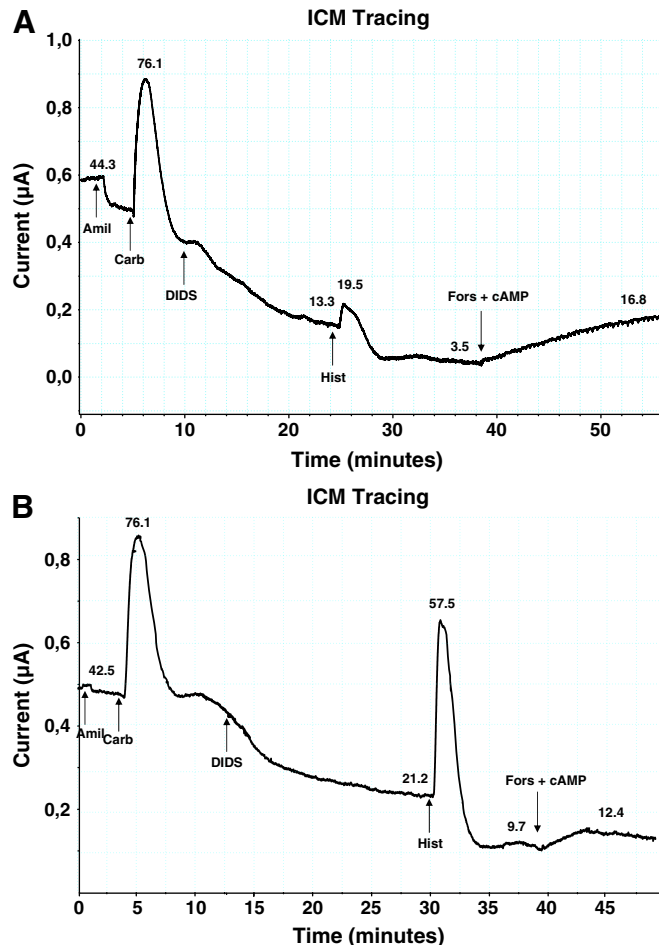 A
ICM Tracing
1,0
0,8
0,6
0,4
0,2
0,0
Current (µA)
76.1
44.3
Amil
Carb
DIDS
13.3
19.5
Hist
Fors + cAMP
3.5
16.8
0 10 20 30 40 50
Time (minutes)
B
ICM Tracing
0,8
0,6
0,4
0,2
0,0
Current (µA)
76.1
42.5
Amil
Carb
DIDS
21.2
57.5
Hist
Fors + cAMP
9.7
12.4
0 5 10 15 20 25 30 35 40 45
Time (minutes)